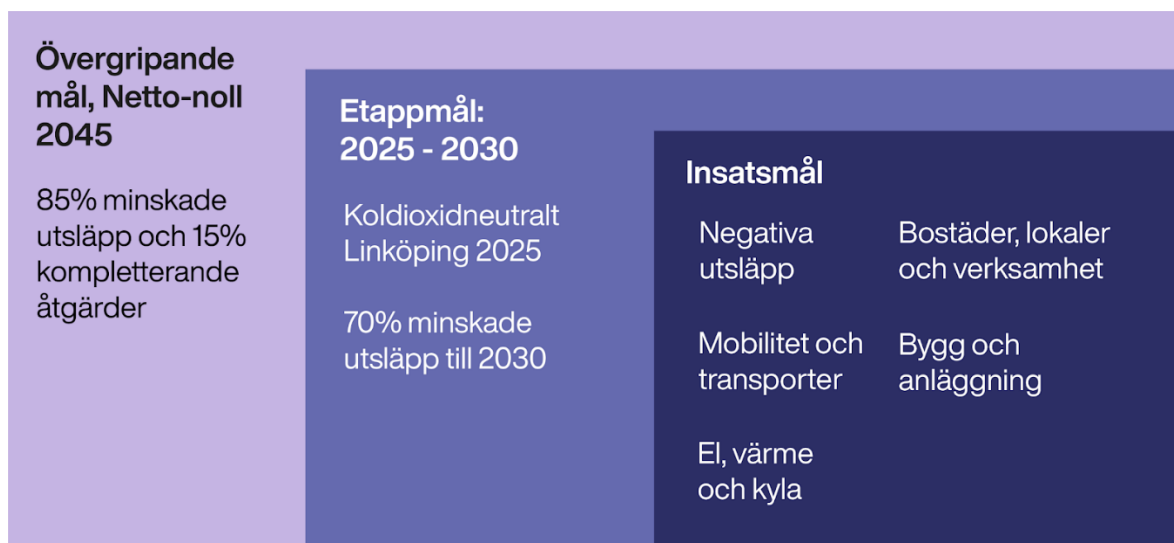 Övergripande
mål, Netto-noll
2045
85% minskade
utsläpp och 15%
kompletterande
åtgärder
Etappmål:
2025 - 2030
Koldioxidneutralt
Linköping 2025
70% minskade
utsläpp till 2030
Insatsmål
Negativa
utsläpp
Bostäder, lokaler
och verksamhet
Mobilitet och
transporter
Bygg och
anläggning
El, värme
och kyla